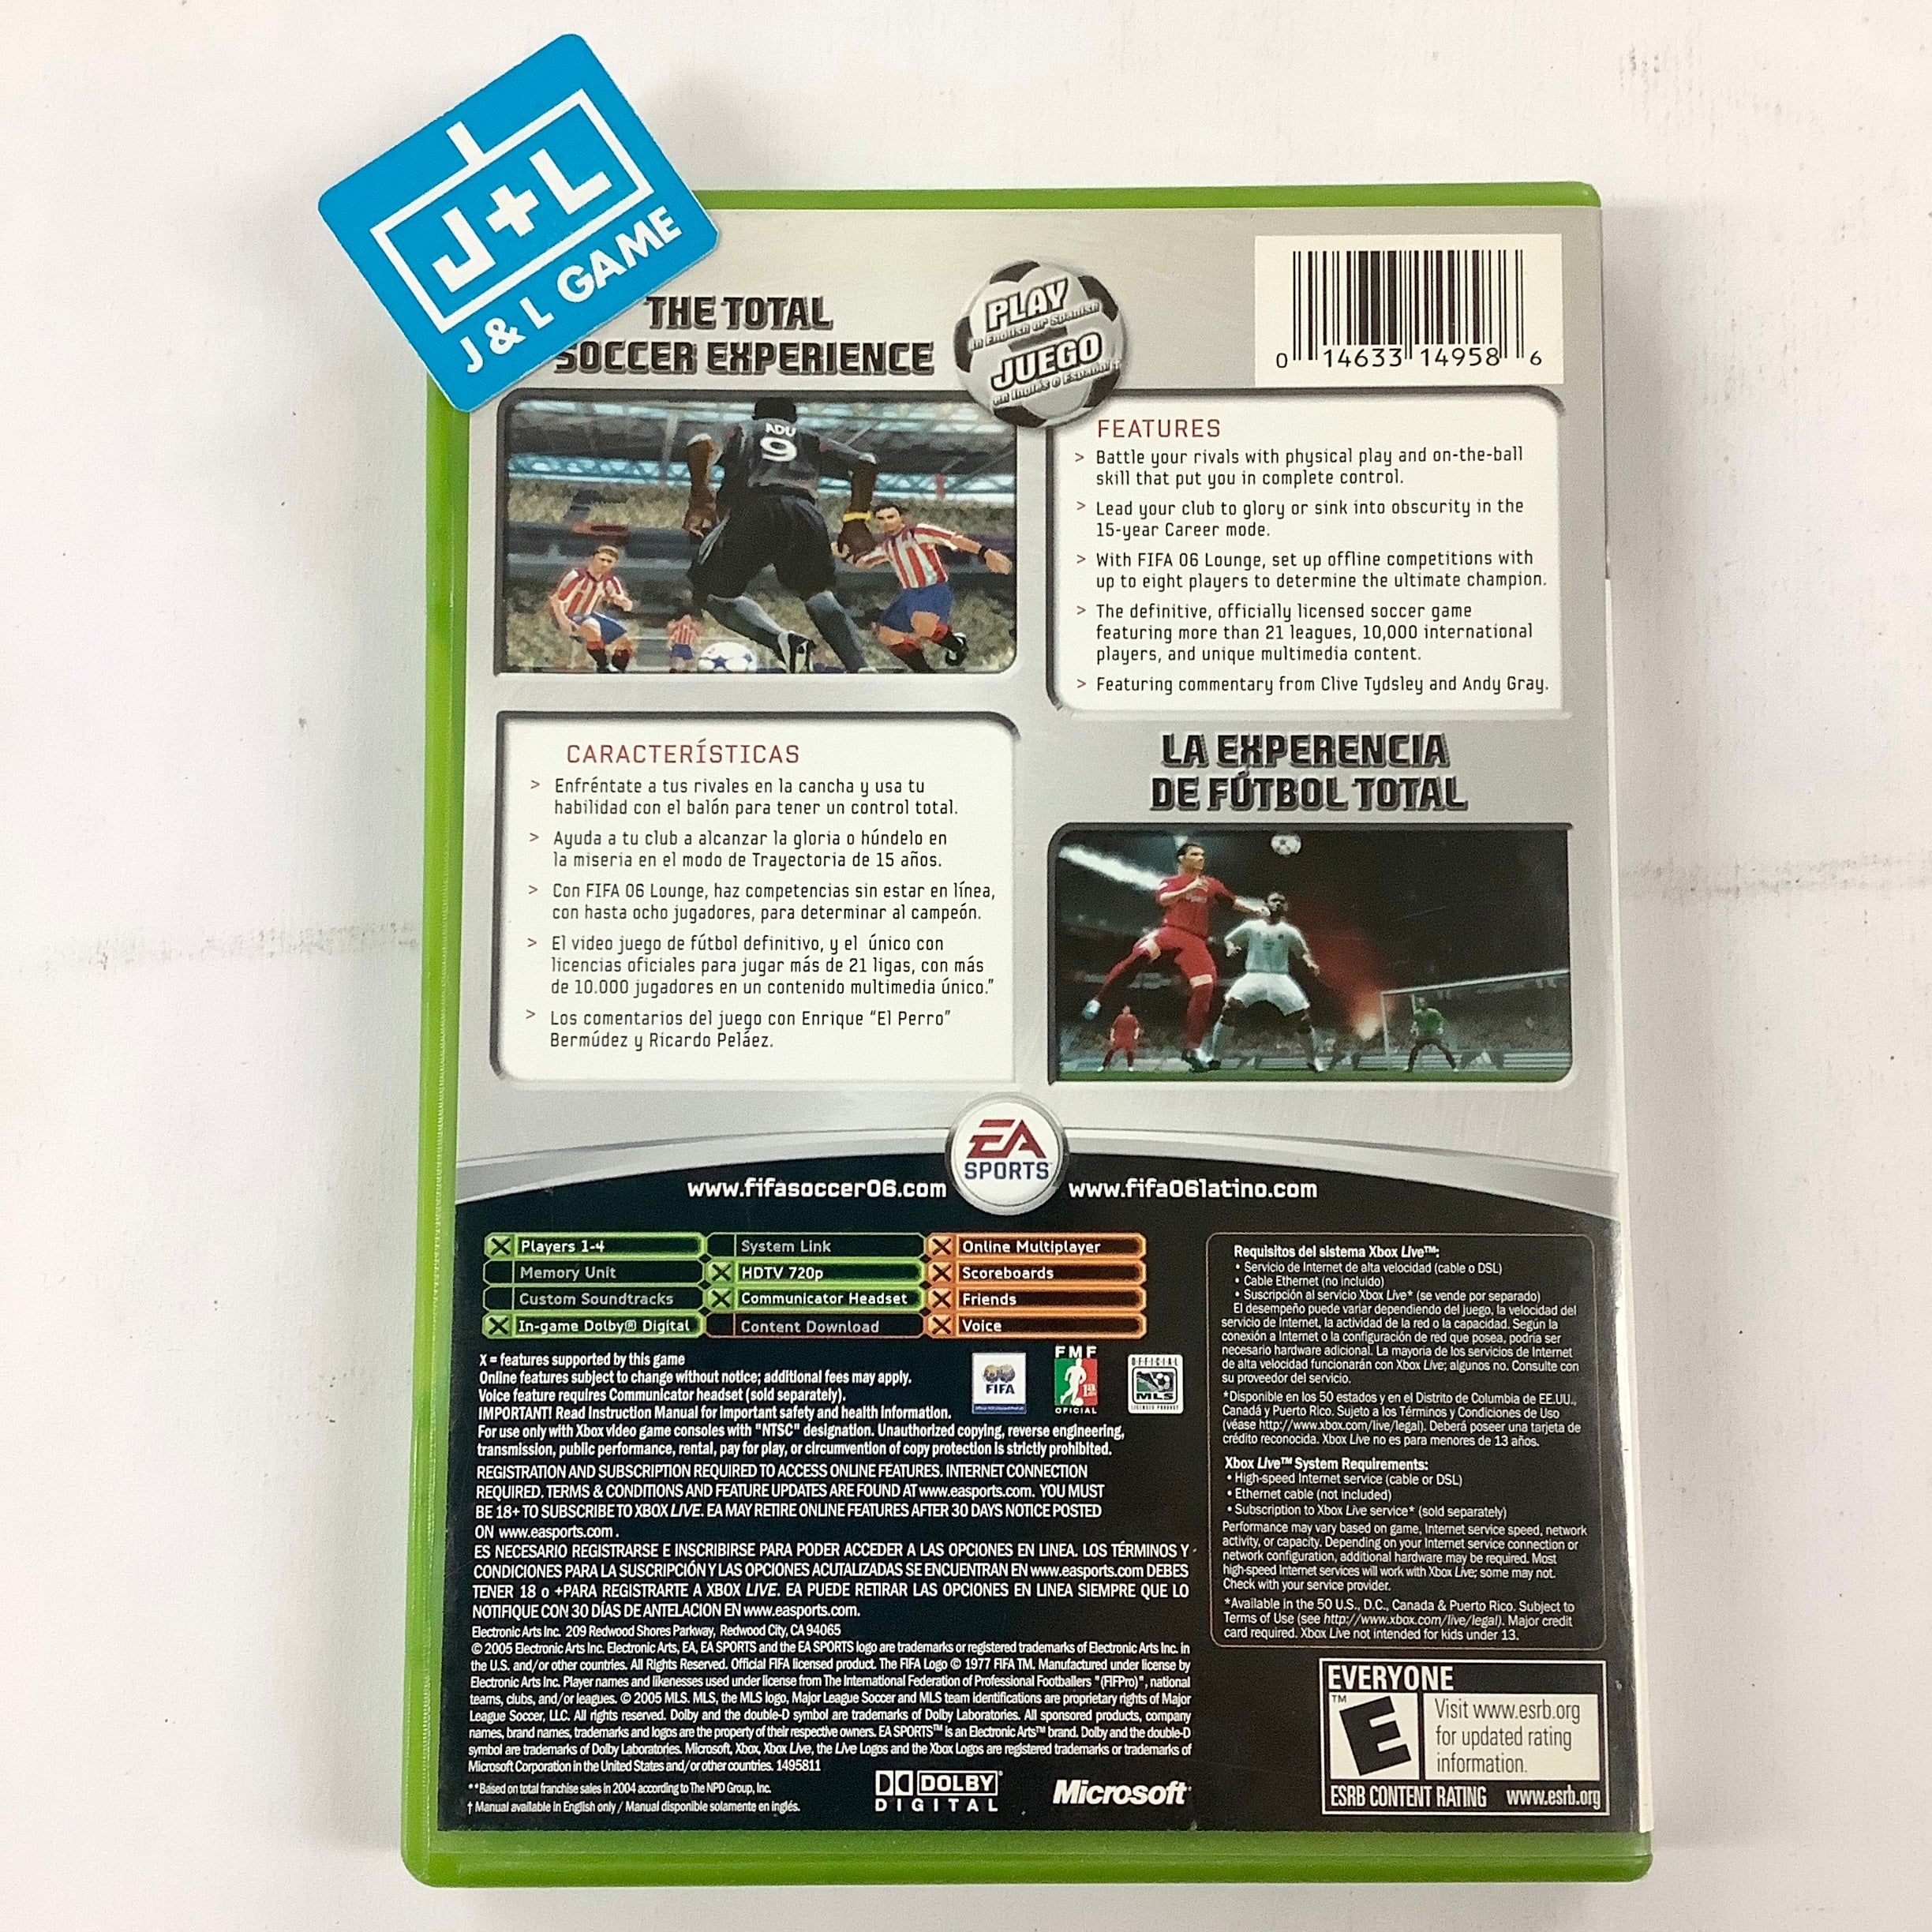 J+L
J & L GAME
THE TOTAL
SOCCER EXPERIENCE
PLAY
in English or Spanish
JUEGO
en Inglés o Español†
0 14633 14958 6
ADU
9
FEATURES
> Battle your rivals with physical play and on-the-ball
skill that put you in complete control.
> Lead your club to glory or sink into obscurity in the
15-year Career mode.
> With FIFA 06 Lounge, set up offline competitions with
up to eight players to determine the ultimate champion.
> The definitive, officially licensed soccer game
featuring more than 21 leagues, 10,000 international
players, and unique multimedia content.
> Featuring commentary from Clive Tydsley and Andy Gray.
CARACTERÍSTICAS
> Enfréntate a tus rivales en la cancha y usa tu
habilidad con el balón para tener un control total.
> Ayuda a tu club a alcanzar la gloria o húndelo en
la miseria en el modo de Trayectoria de 15 años.
> Con FIFA 06 Lounge, haz competencias sin estar en línea,
con hasta ocho jugadores, para determinar al campeón.
> El video juego de fútbol definitivo, y el único con
licencias oficiales para jugar más de 21 ligas, con más
de 10.000 jugadores en un contenido multimedia único."
> Los comentarios del juego con Enrique "El Perro"
Bermúdez y Ricardo Peláez.
LA EXPERENCIA
DE FÚTBOL TOTAL
EA
SPORTS
www.fifasoccer06.com
www.fifa06latino.com
X Players 1-4
Memory Unit
Custom Soundtracks
X In-game Dolby® Digital
System Link
X HDTV 720p
X Communicator Headset
Content Download
X Online Multiplayer
X Scoreboards
X Friends
X Voice
X = features supported by this game
Online features subject to change without notice; additional fees may apply.
Voice feature requires Communicator headset (sold separately).
IMPORTANT! Read Instruction Manual for important safety and health information.
For use only with Xbox video game consoles with "NTSC" designation. Unauthorized copying, reverse engineering,
transmission, public performance, rental, pay for play, or circumvention of copy protection is strictly prohibited.
FIFA
FMF
1ER
OFICIAL
OFFICIAL
MLS
LICENSED PRODUCT
REGISTRATION AND SUBSCRIPTION REQUIRED TO ACCESS ONLINE FEATURES. INTERNET CONNECTION
REQUIRED. TERMS & CONDITIONS AND FEATURE UPDATES ARE FOUND AT www.easports.com. YOU MUST
BE 18+ TO SUBSCRIBE TO XBOX LIVE. EA MAY RETIRE ONLINE FEATURES AFTER 30 DAYS NOTICE POSTED
ON www.easports.com .
ES NECESARIO REGISTRARSE E INSCRIBIRSE PARA PODER ACCEDER A LAS OPCIONES EN LINEA. LOS TÉRMINOS Y
CONDICIONES PARA LA SUSCRIPCIÓN Y LAS OPCIONES ACUTALIZADAS SE ENCUENTRAN EN www.easports.com DEBES
TENER 18 o +PARA REGISTRARTE A XBOX LIVE. EA PUEDE RETIRAR LAS OPCIONES EN LINEA SIEMPRE QUE LO
NOTIFIQUE CON 30 DÍAS DE ANTELACION EN www.easports.com.
Electronic Arts Inc. 209 Redwood Shores Parkway, Redwood City, CA 94065
© 2005 Electronic Arts Inc. Electronic Arts, EA, EA SPORTS and the EA SPORTS logo are trademarks or registered trademarks of Electronic Arts Inc. in
the U.S. and/or other countries. All Rights Reserved. Official FIFA licensed product. The FIFA Logo © 1977 FIFA TM. Manufactured under license by
Electronic Arts Inc. Player names and likenesses used under license from The International Federation of Professional Footballers "(FIFPro)", national
teams, clubs, and/or leagues. © 2005 MLS. MLS, the MLS logo, Major League Soccer and MLS team identifications are proprietary rights of Major
League Soccer, LLC. All rights reserved. Dolby and the double-D symbol are trademarks of Dolby Laboratories. All sponsored products, company
names, brand names, trademarks and logos are the property of their respective owners. EA SPORTS™ is an Electronic Arts™ brand. Dolby and the double-D
symbol are trademarks of Dolby Laboratories. Microsoft, Xbox, Xbox Live, the Live Logos and the Xbox Logos are registered trademarks or trademarks of
Microsoft Corporation in the United States and/or other countries. 1495811
**Based on total franchise sales in 2004 according to The NPD Group, Inc.
† Manual available in English only / Manual disponible solamente en inglés.
DOLBY
DIGITAL
Microsoft
Requisitos del sistema Xbox Live™:
• Servicio de Internet de alta velocidad (cable o DSL)
• Cable Ethernet (no incluido)
• Suscripción al servicio Xbox Live* (se vende por separado)
El desempeño puede variar dependiendo del juego, la velocidad del
servicio de Internet, la actividad de la red o la capacidad. Según la
conexión a Internet o la configuración de red que posea, podría ser
necesario hardware adicional. La mayoría de los servicios de Internet
de alta velocidad funcionarán con Xbox Live; algunos no. Consulte con
su proveedor del servicio.
*Disponible en los 50 estados y en el Distrito de Columbia de EE.UU.,
Canadá y Puerto Rico. Sujeto a los Términos y Condiciones de Uso
(véase http://www.xbox.com/live/legal). Deberá poseer una tarjeta de
crédito reconocida. Xbox Live no es para menores de 13 años.
Xbox Live™ System Requirements:
• High-speed Internet service (cable or DSL)
• Ethernet cable (not included)
• Subscription to Xbox Live service* (sold separately)
Performance may vary based on game, Internet service speed, network
activity, or capacity. Depending on your Internet service connection or
network configuration, additional hardware may be required. Most
high-speed Internet services will work with Xbox Live; some may not.
Check with your service provider.
*Available in the 50 U.S., D.C., Canada & Puerto Rico. Subject to
Terms of Use (see http://www.xbox.com/live/legal). Major credit
card required. Xbox Live not intended for kids under 13.
EVERYONE
™
E
Visit www.esrb.org
for updated rating
information.
ESRB CONTENT RATING www.esrb.org